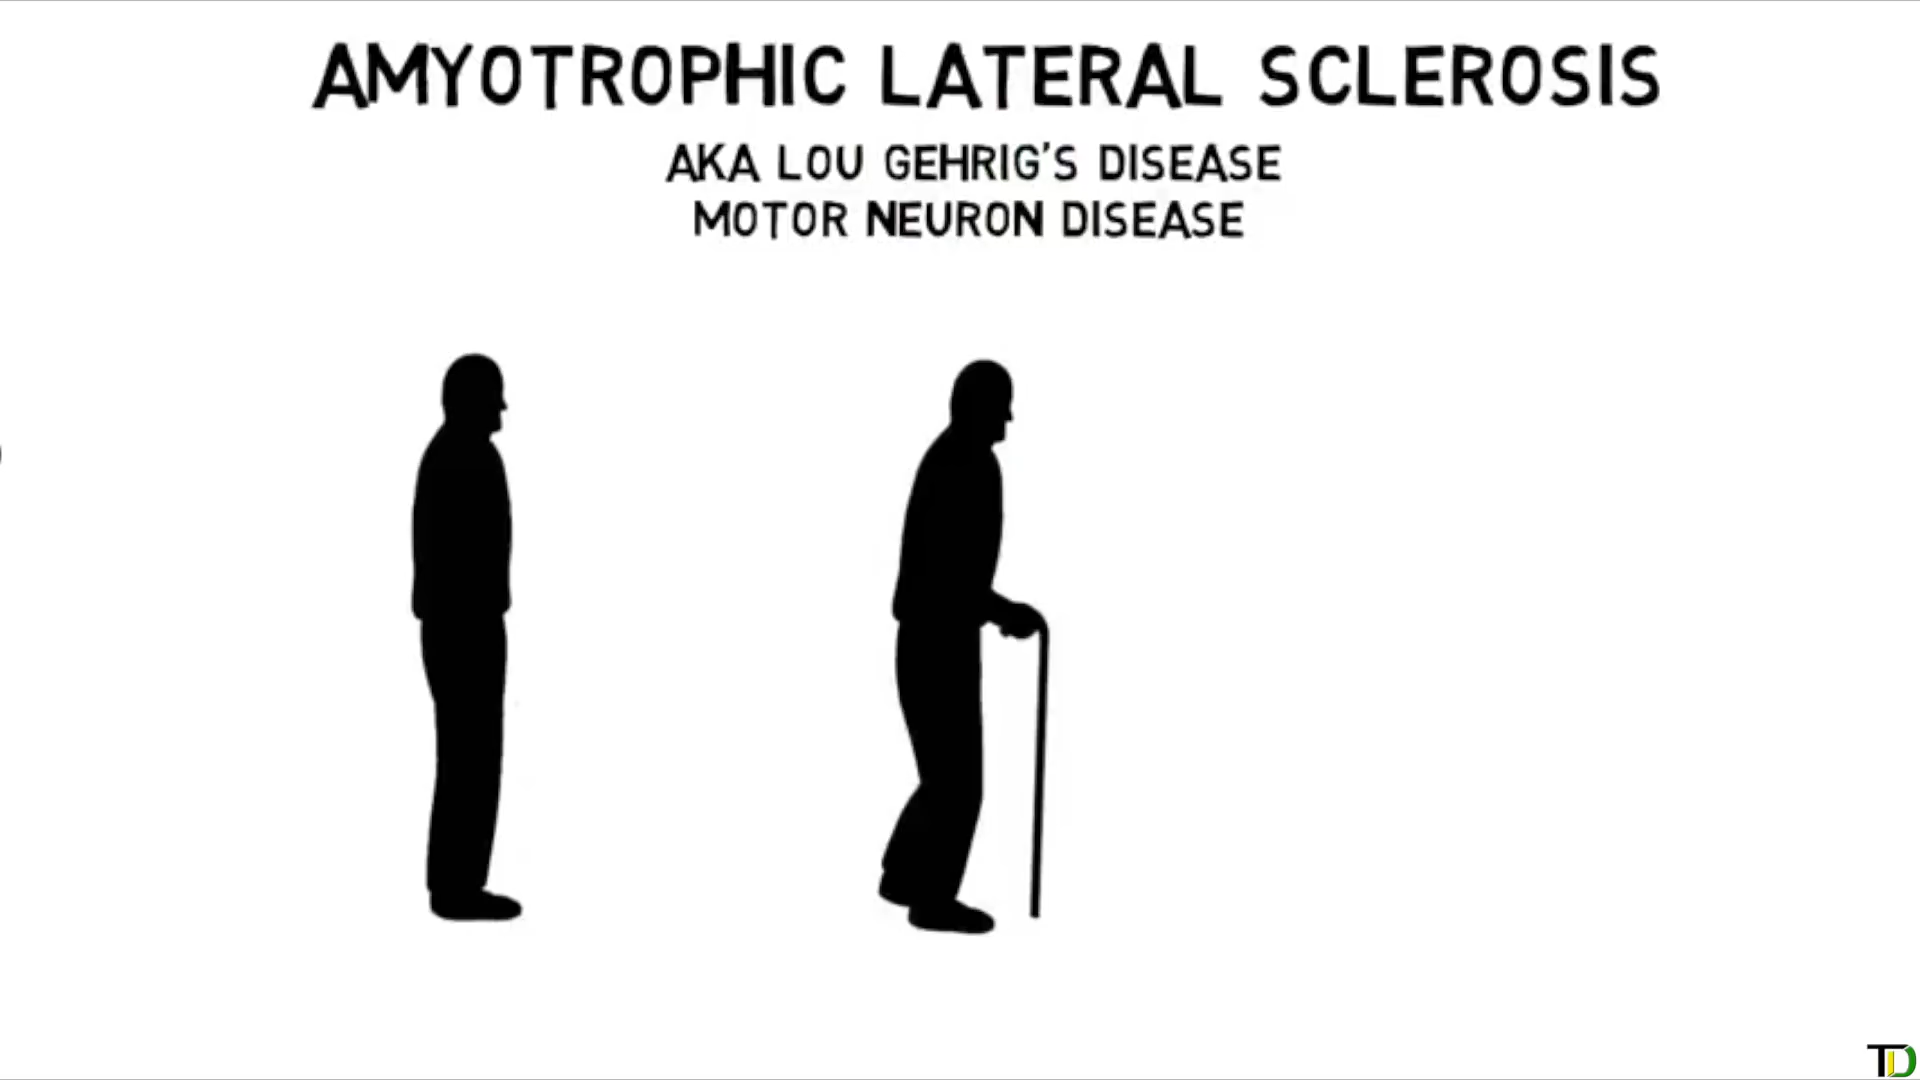 AMYOTROPHIC LATERAL SCLEROSIS
AKA LOU GEHRIG'S DISEASE
MOTOR NEURON DISEASE
TD